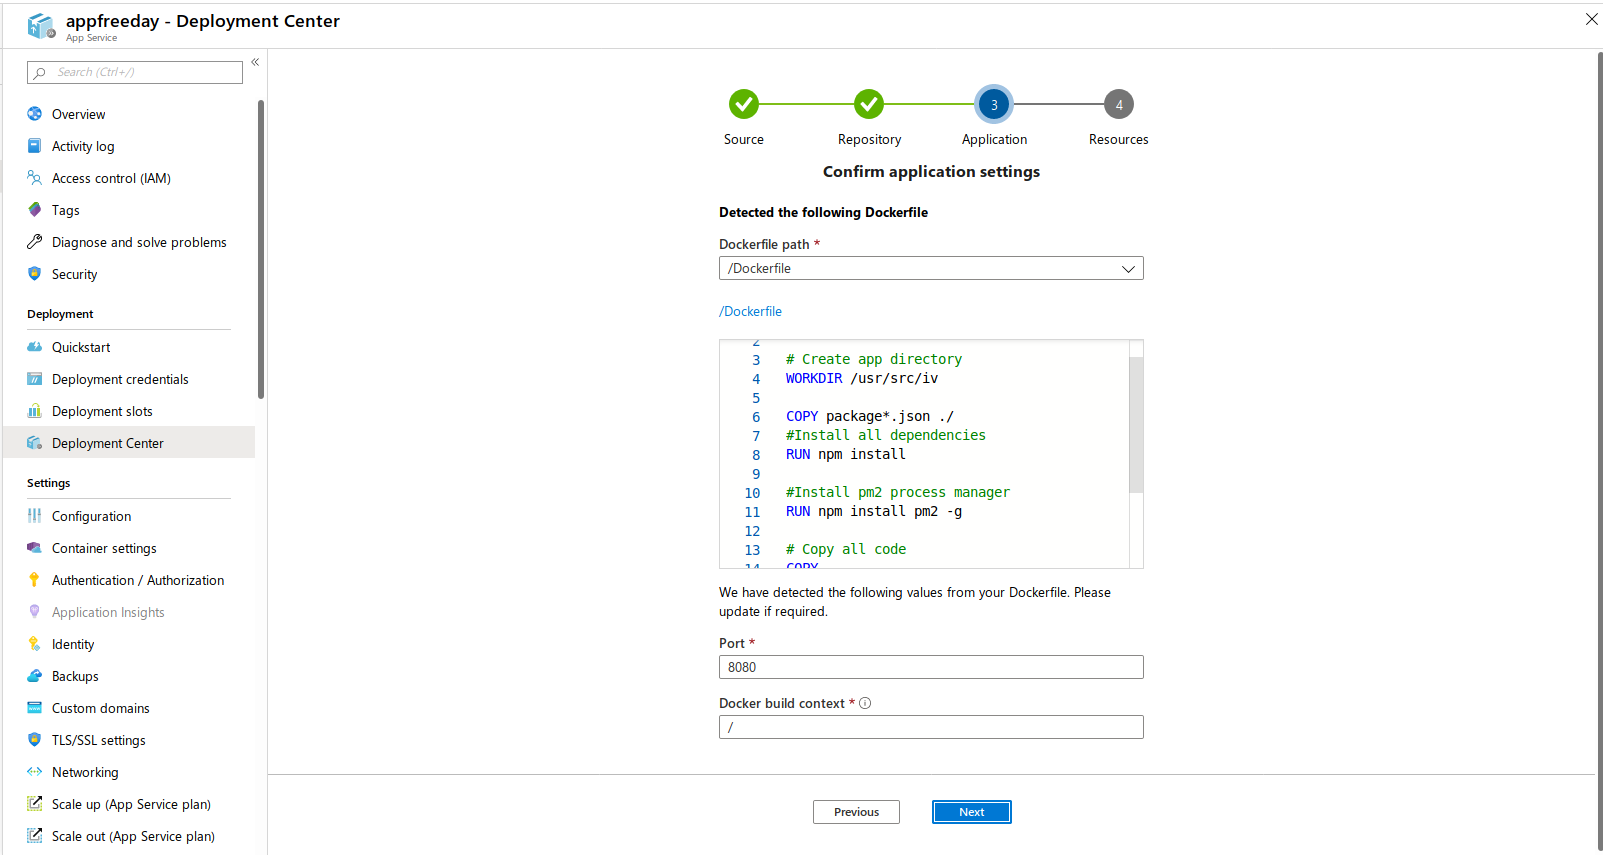 appfreeday - Deployment Center
App Service
Search (Ctrl+/)
«
Overview
Activity log
Access control (IAM)
Tags
Diagnose and solve problems
Security
Deployment
Quickstart
Deployment credentials
Deployment slots
Deployment Center
Settings
Configuration
Container settings
Authentication / Authorization
Application Insights
Identity
Backups
Custom domains
TLS/SSL settings
Networking
Scale up (App Service plan)
Scale out (App Service plan)
3 4
Source Repository Application Resources
Confirm application settings
Detected the following Dockerfile
Dockerfile path *
/Dockerfile
/Dockerfile
2
3 # Create app directory
4 WORKDIR /usr/src/iv
5
6 COPY package*.json ./
7 #Install all dependencies
8 RUN npm install
9
10 #Install pm2 process manager
11 RUN npm install pm2 -g
12
13 # Copy all code
14 COPY
We have detected the following values from your Dockerfile. Please
update if required.
Port *
8080
Docker build context *
/
Previous Next